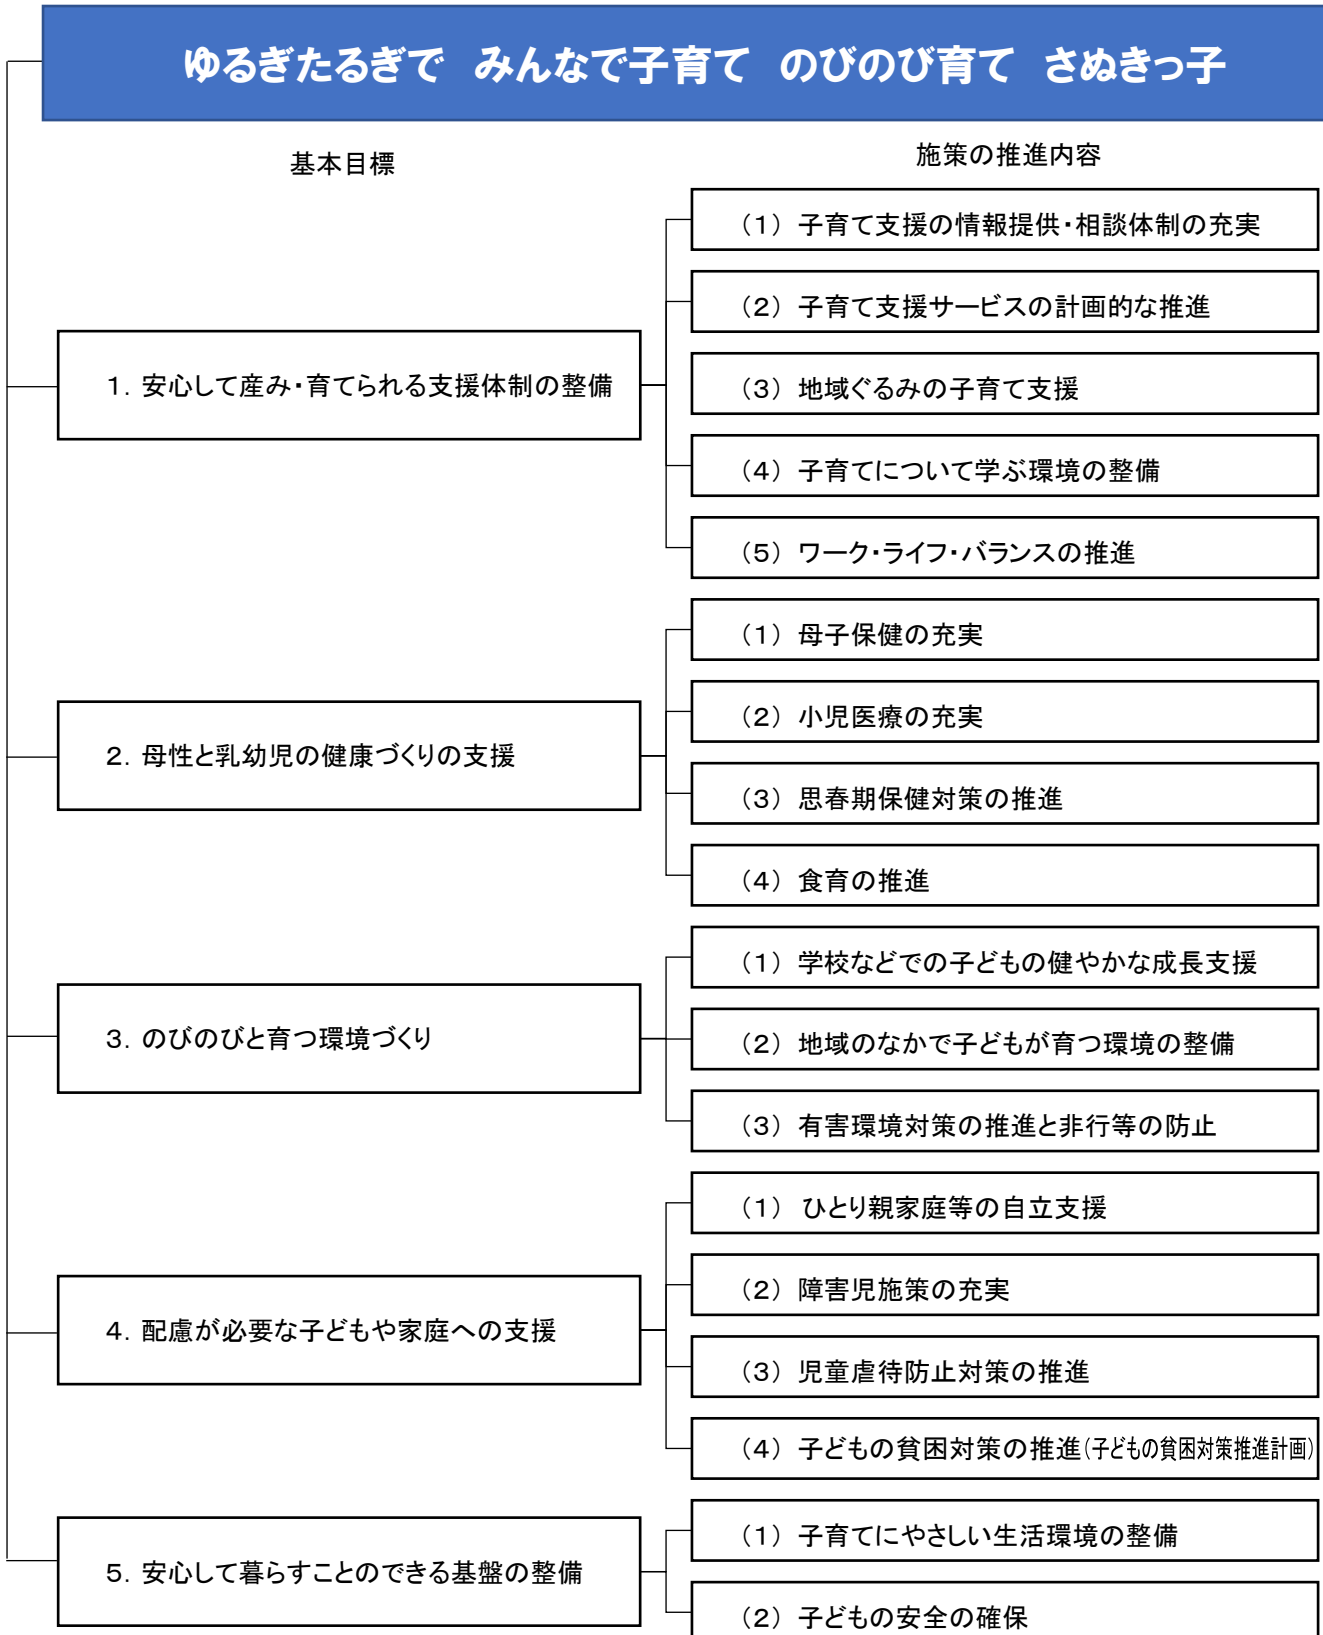 ゆるぎたるぎで　みんなで子育て　のびのび育て　さぬきっ子
基本目標
施策の推進内容
1．安心して産み・育てられる支援体制の整備
（1）子育て支援の情報提供・相談体制の充実
（2）子育て支援サービスの計画的な推進
（3）地域ぐるみの子育て支援
（4）子育てについて学ぶ環境の整備
（5）ワーク・ライフ・バランスの推進
2．母性と乳幼児の健康づくりの支援
（1）母子保健の充実
（2）小児医療の充実
（3）思春期保健対策の推進
（4）食育の推進
3．のびのびと育つ環境づくり
（1）学校などでの子どもの健やかな成長支援
（2）地域のなかで子どもが育つ環境の整備
（3）有害環境対策の推進と非行等の防止
4．配慮が必要な子どもや家庭への支援
（1）ひとり親家庭等の自立支援
（2）障害児施策の充実
（3）児童虐待防止対策の推進
（4）子どもの貧困対策の推進（子どもの貧困対策推進計画）
5．安心して暮らすことのできる基盤の整備
（1）子育てにやさしい生活環境の整備
（2）子どもの安全の確保